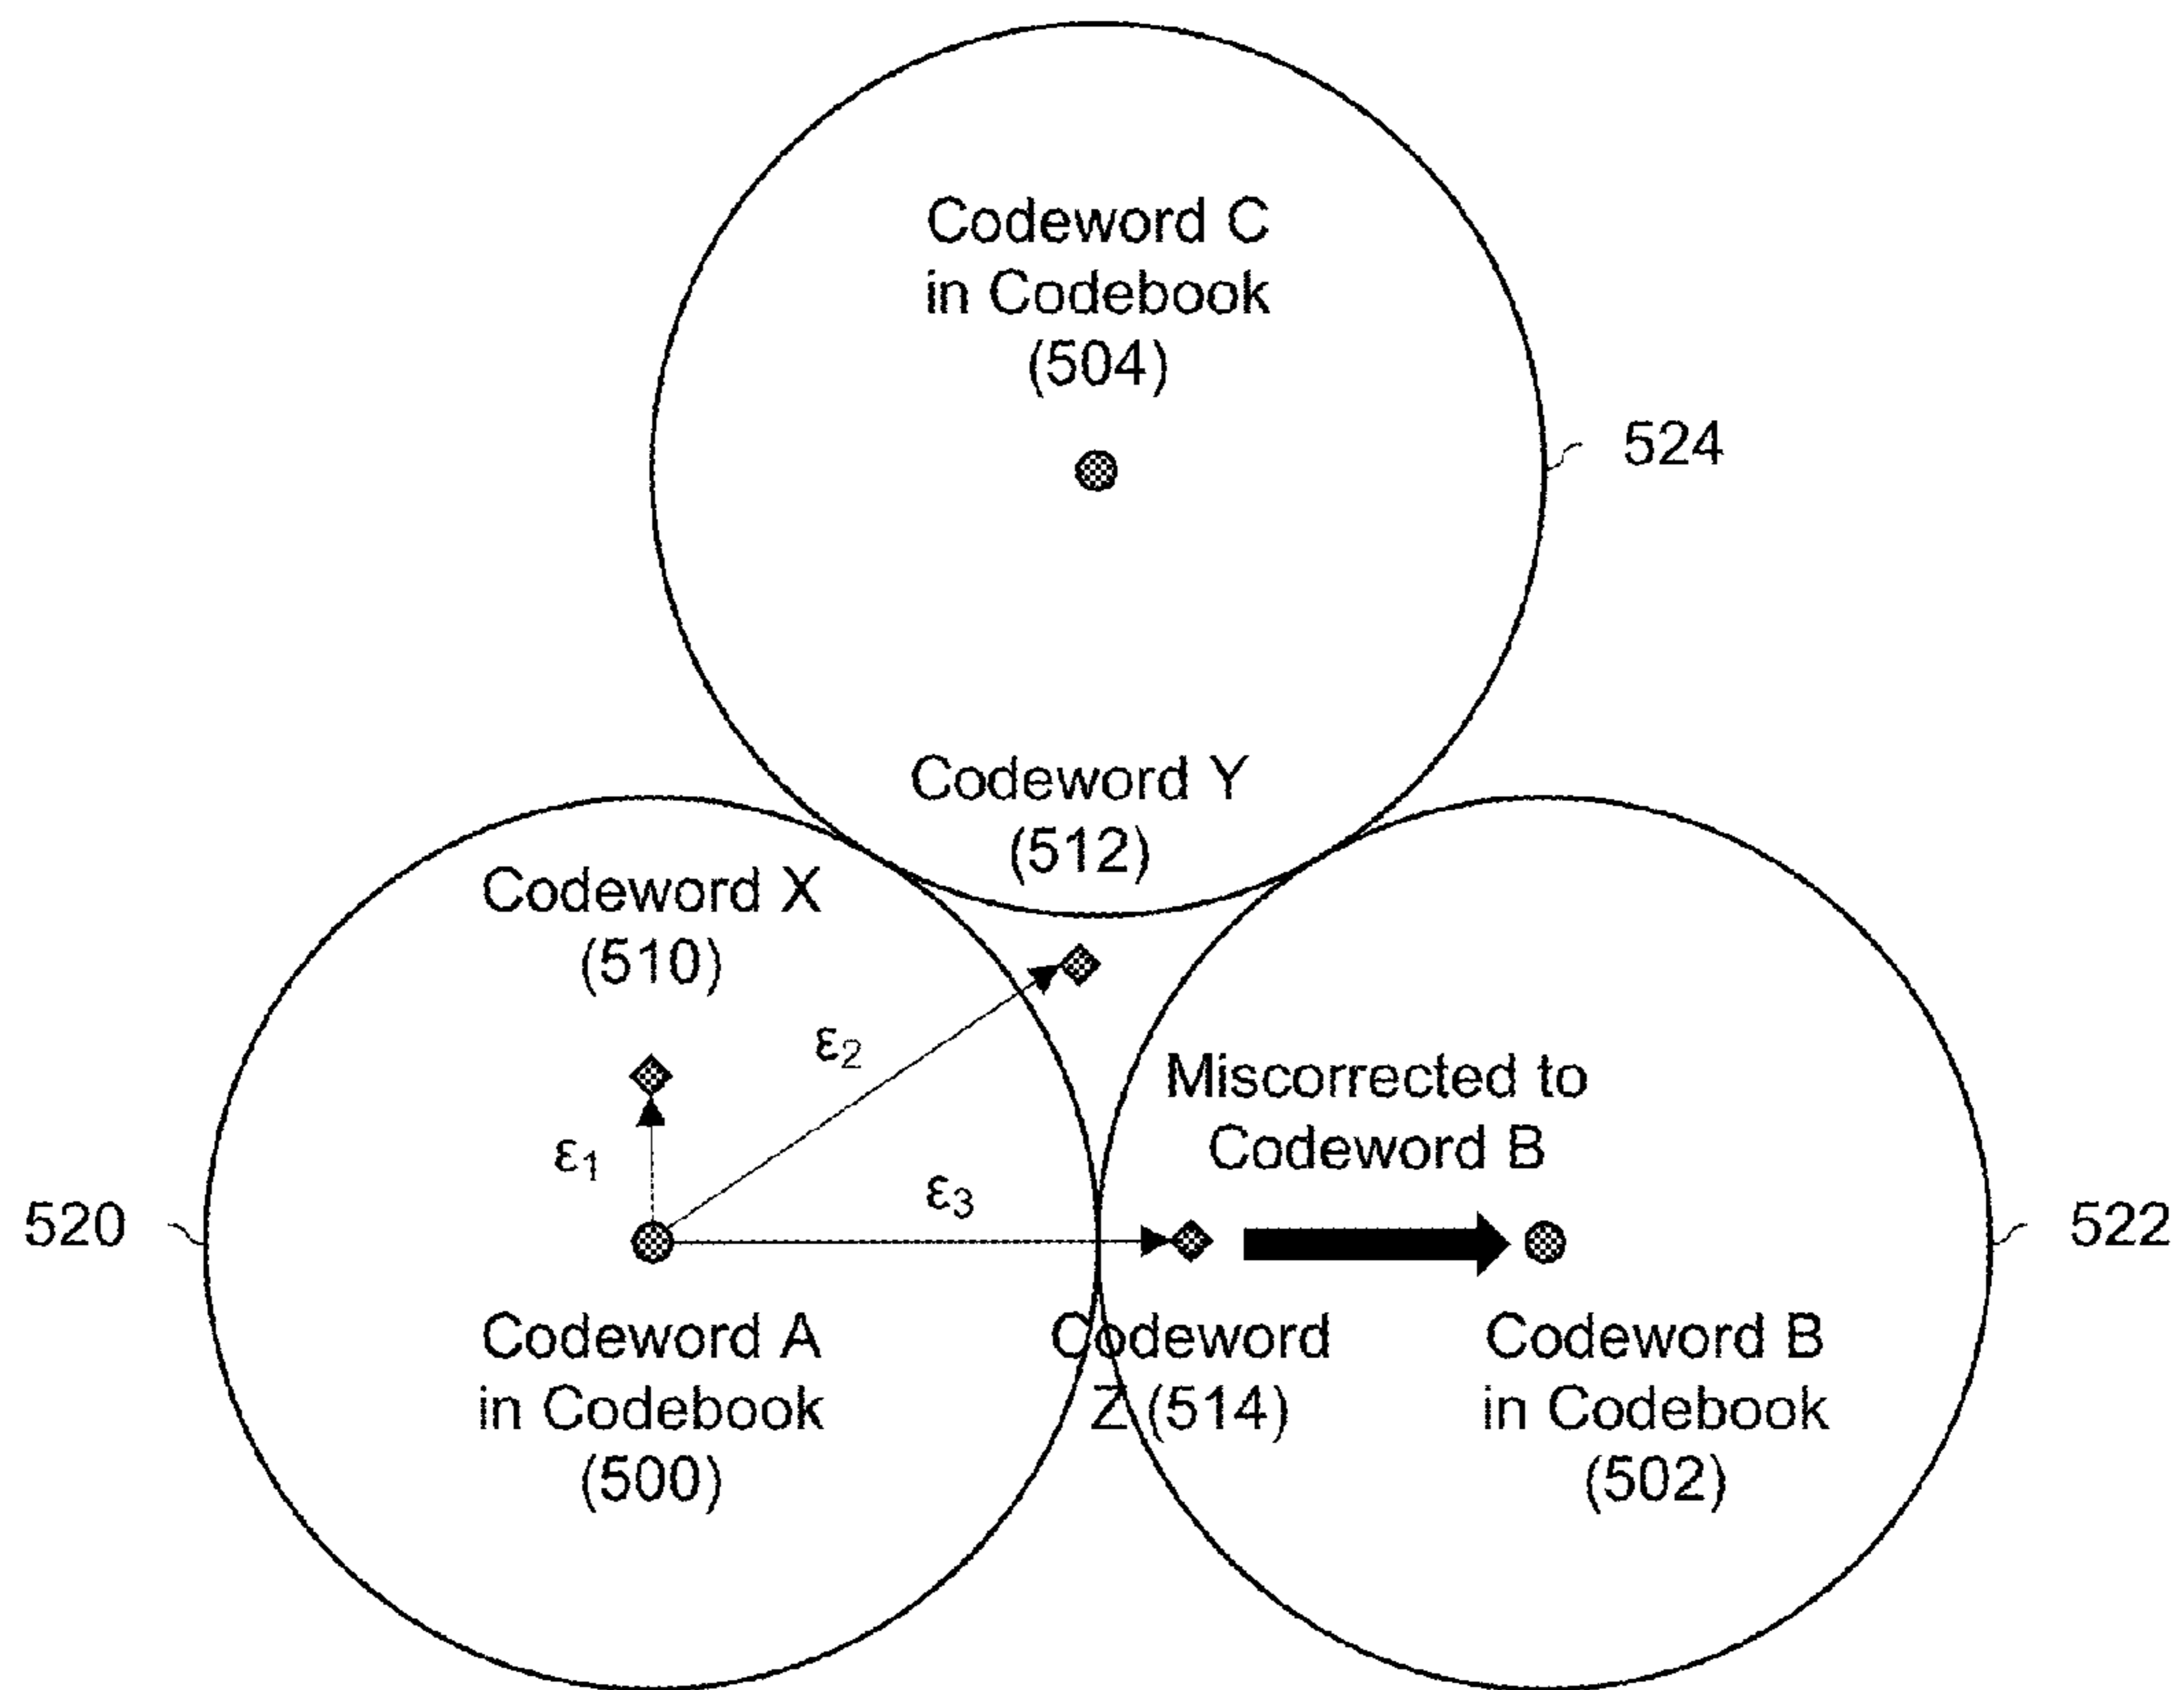 Codeword C
in Codebook
(504)
524
Codeword Y
(512)
Codeword X
(510)
ε2
Miscorrected to
Codeword B
ε1
ε3
520
522
Codeword A
in Codebook
(500)
Codeword
Z (514)
Codeword B
in Codebook
(502)